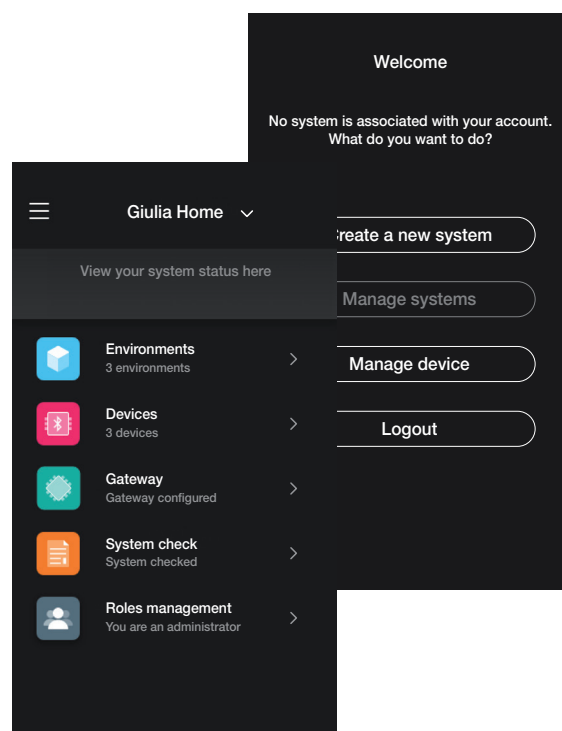 Welcome
No system is associated with your account.
What do you want to do?
Create a new system
Manage systems
Manage device
Logout
Giulia Home
View your system status here
Environments
3 environments
Devices
3 devices
Gateway
Gateway configured
System check
System checked
Roles management
You are an administrator